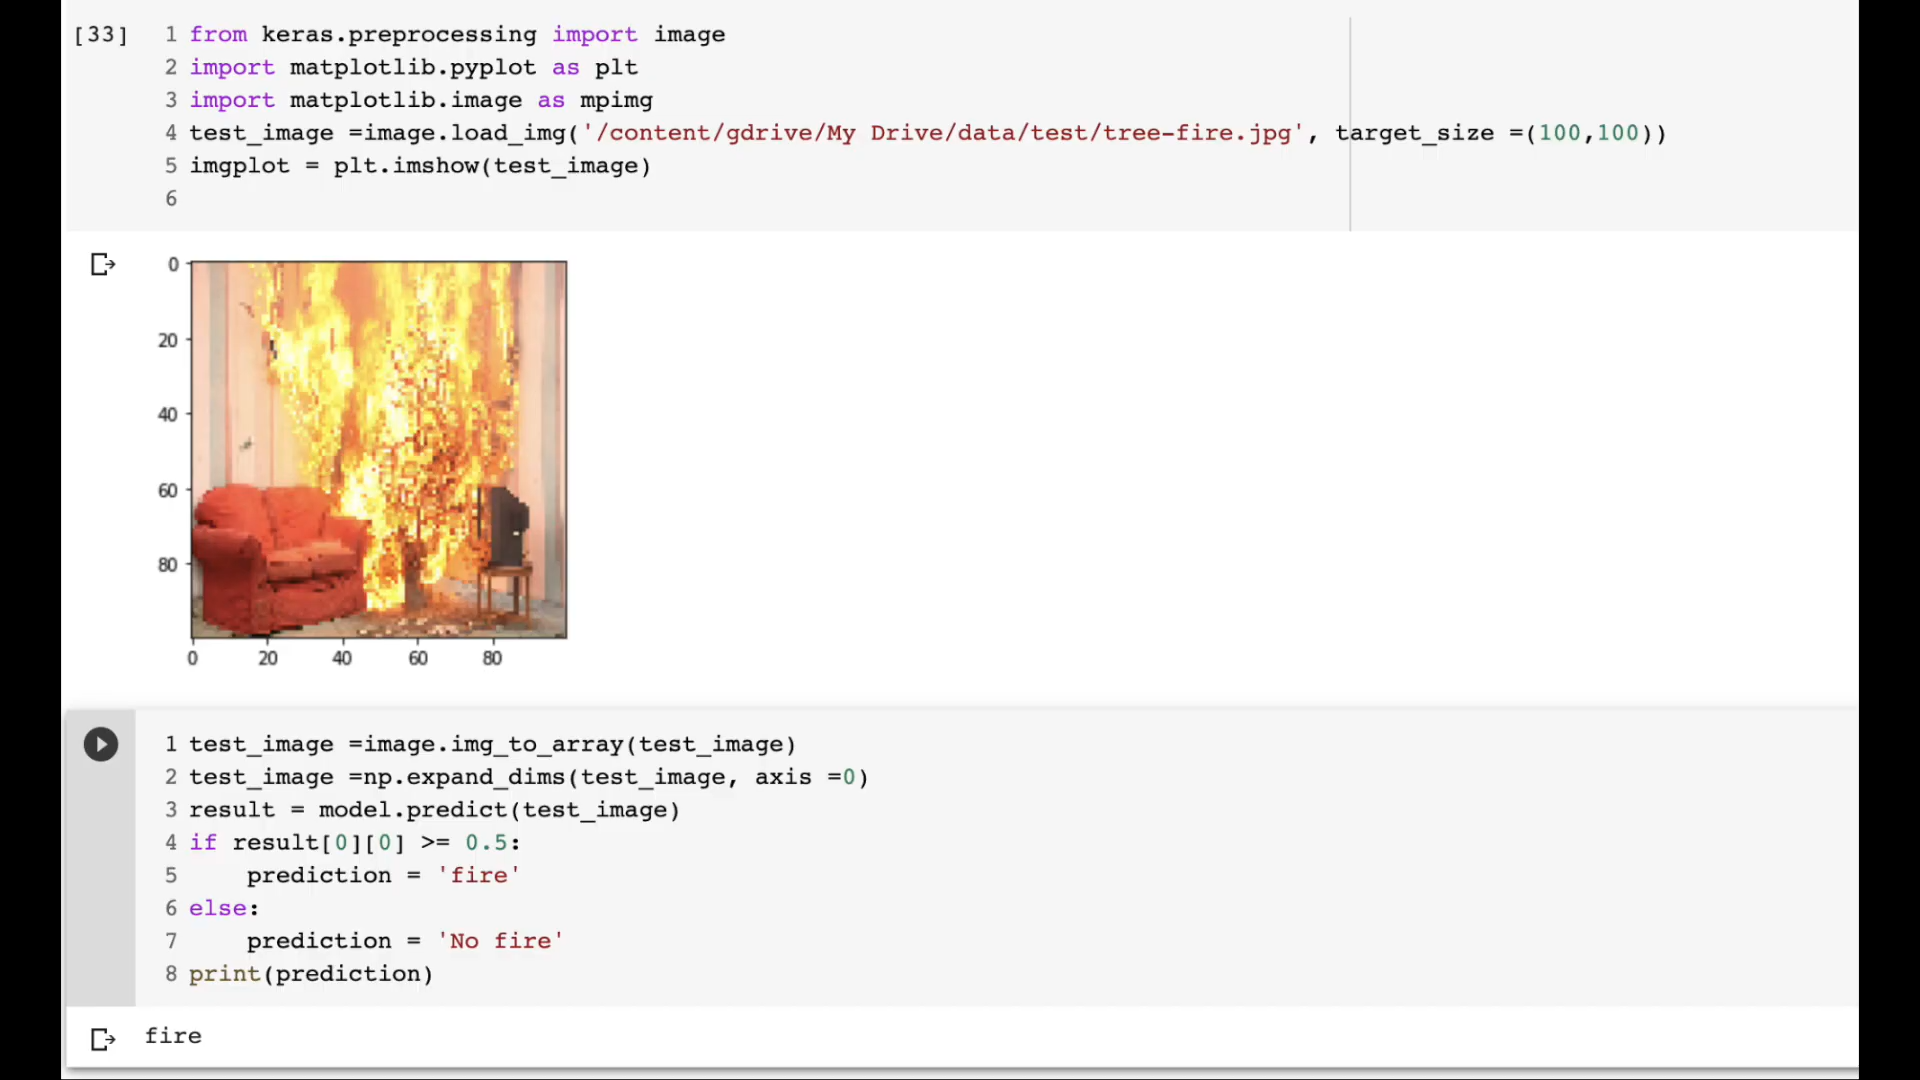 [33]
1 from keras.preprocessing import image
2 import matplotlib.pyplot as plt
3 import matplotlib.image as mpimg
4 test_image =image.load_img('/content/gdrive/My Drive/data/test/tree-fire.jpg', target_size =(100,100))
5 imgplot = plt.imshow(test_image)
6
0
20
40
60
80
0 20 40 60 80
1 test_image =image.img_to_array(test_image)
2 test_image =np.expand_dims(test_image, axis =0)
3 result = model.predict(test_image)
4 if result[0][0] >= 0.5:
5     prediction = 'fire'
6 else:
7     prediction = 'No fire'
8 print(prediction)
fire